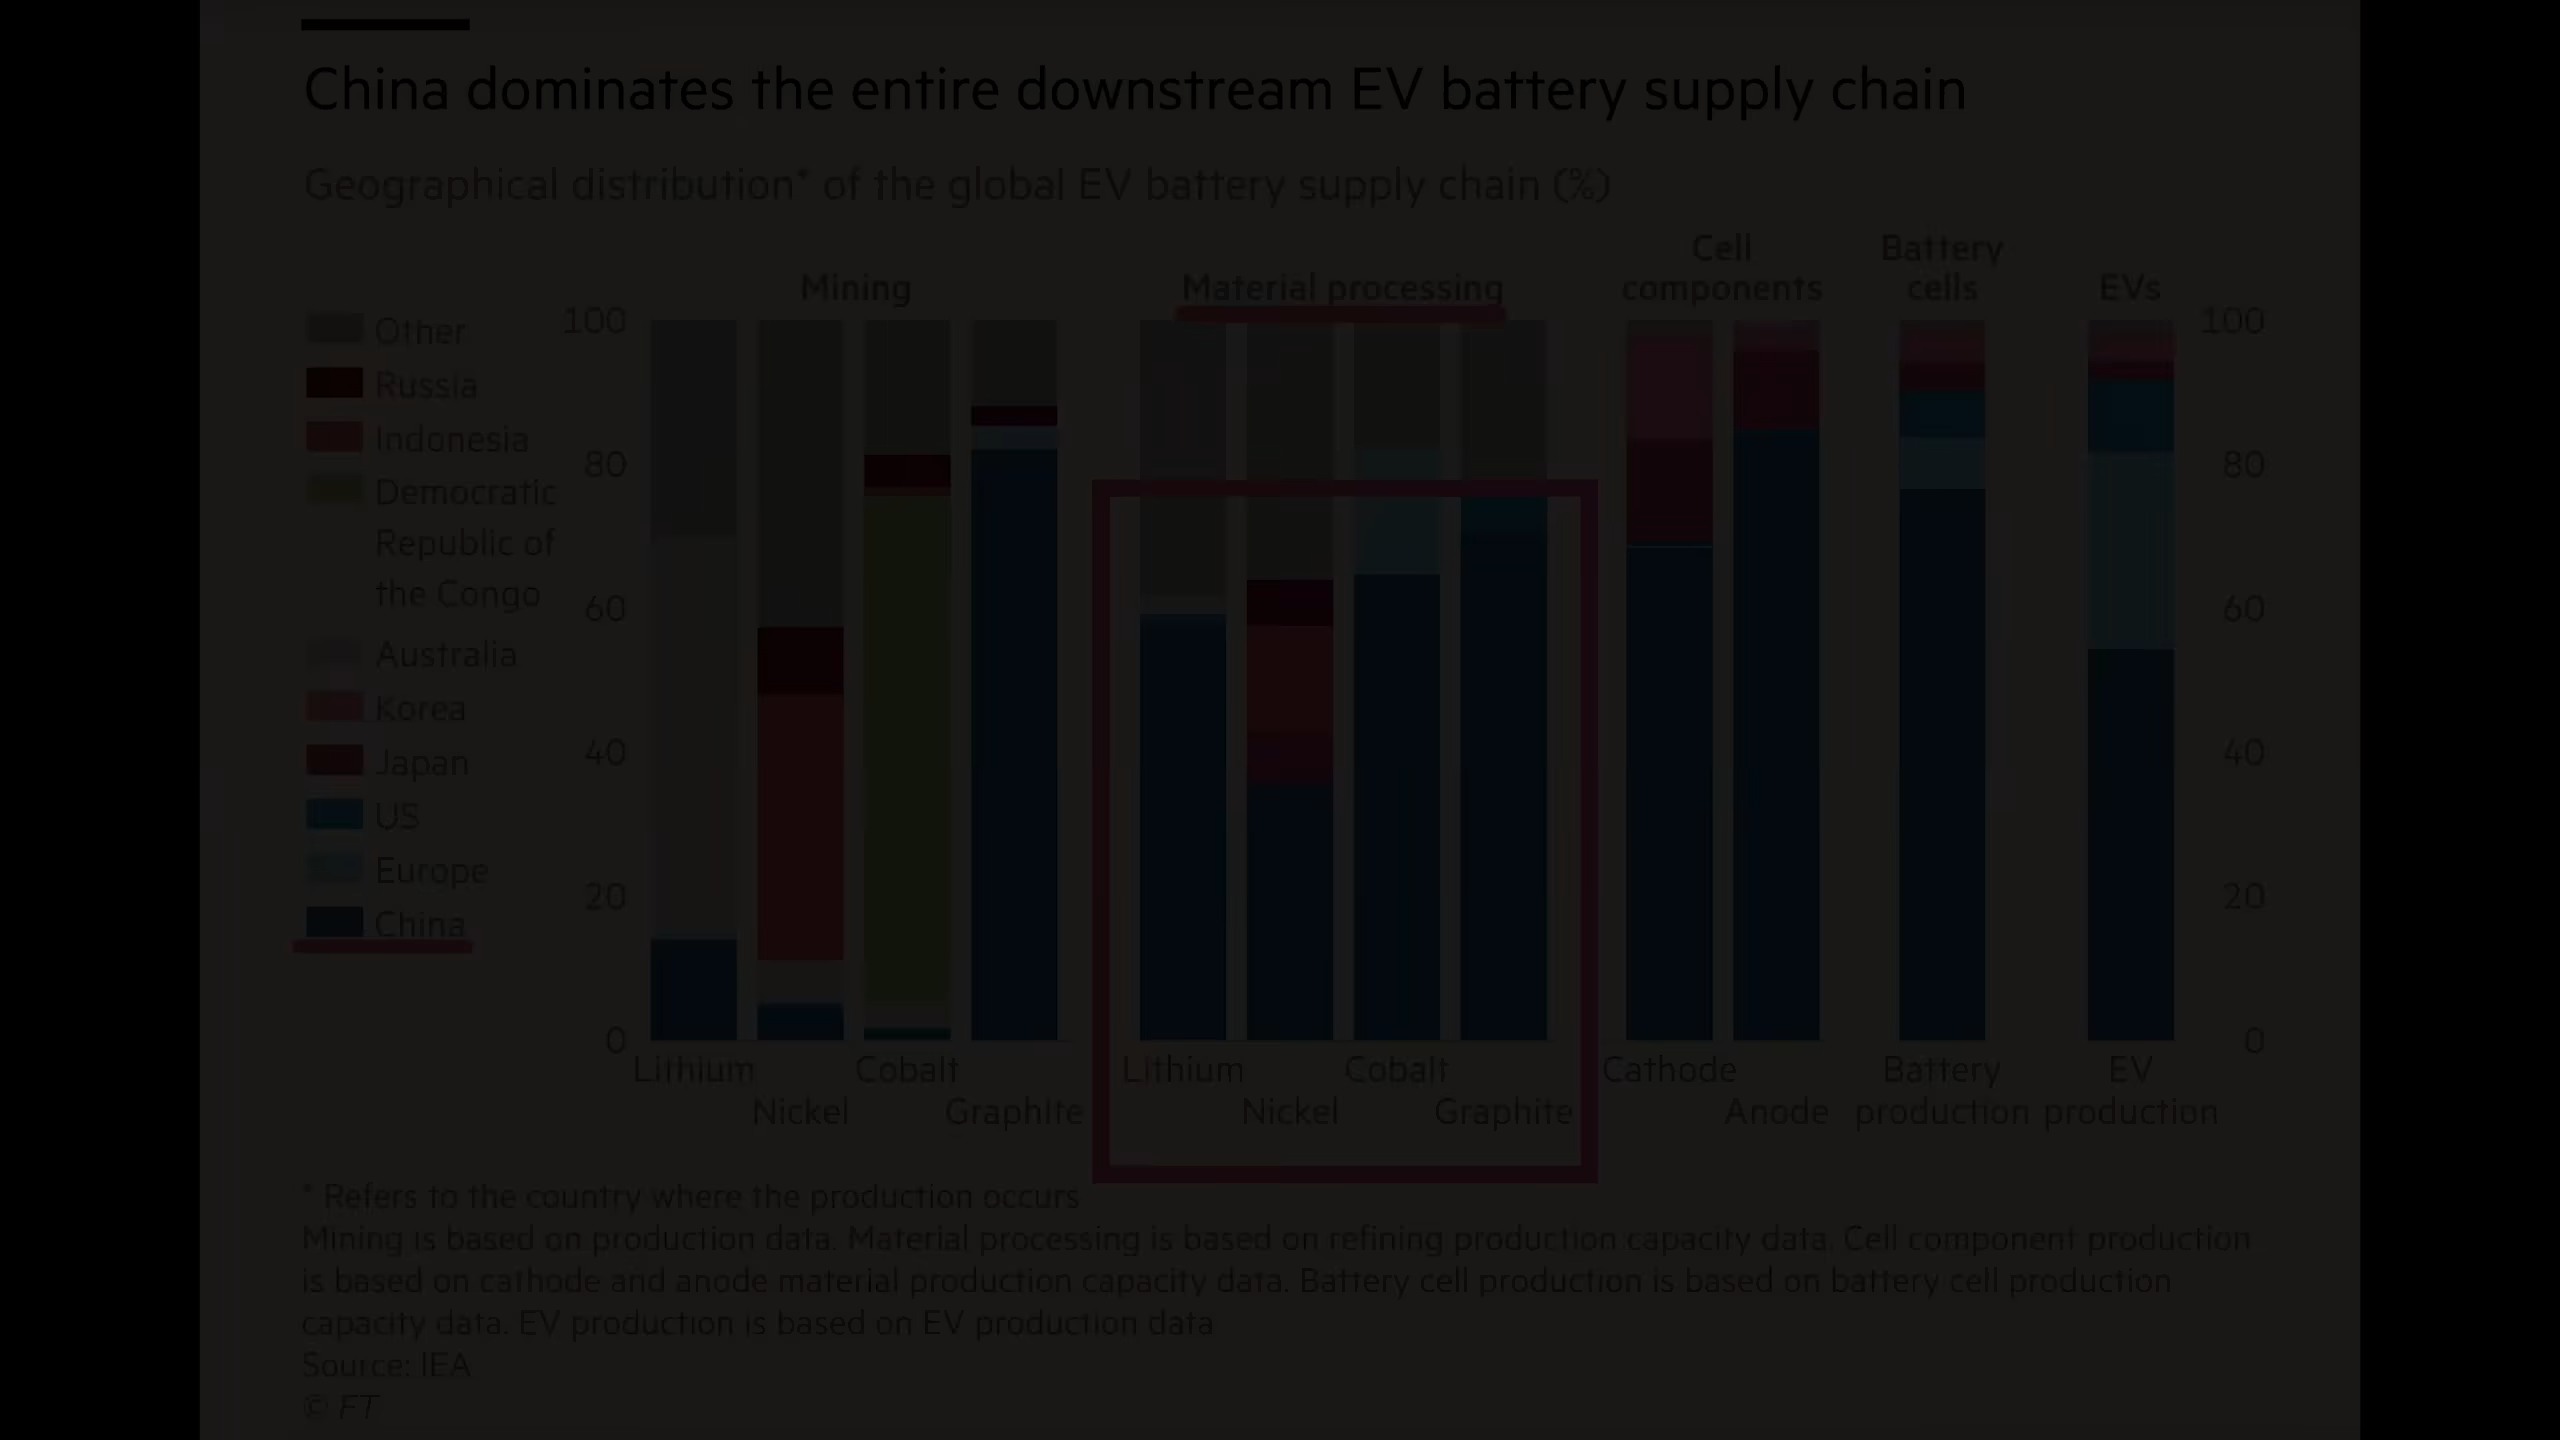 China dominates the entire downstream EV battery supply chain
Geographical distribution* of the global EV battery supply chain (%)
Mining
Material processing
Cell
components
Battery
cells
EVs
Other
Russia
Indonesia
Democratic
Republic of
the Congo
Australia
Korea
Japan
US
Europe
China
100
80
60
40
20
0
100
80
60
40
20
0
Lithium
Nickel
Cobalt
Graphite
Lithium
Nickel
Cobalt
Graphite
Cathode
Anode
Battery
production
EV
production
* Refers to the country where the production occurs
Mining is based on production data. Material processing is based on refining production capacity data. Cell component production
is based on cathode and anode material production capacity data. Battery cell production is based on battery cell production
capacity data. EV production is based on EV production data
Source: IEA
© FT